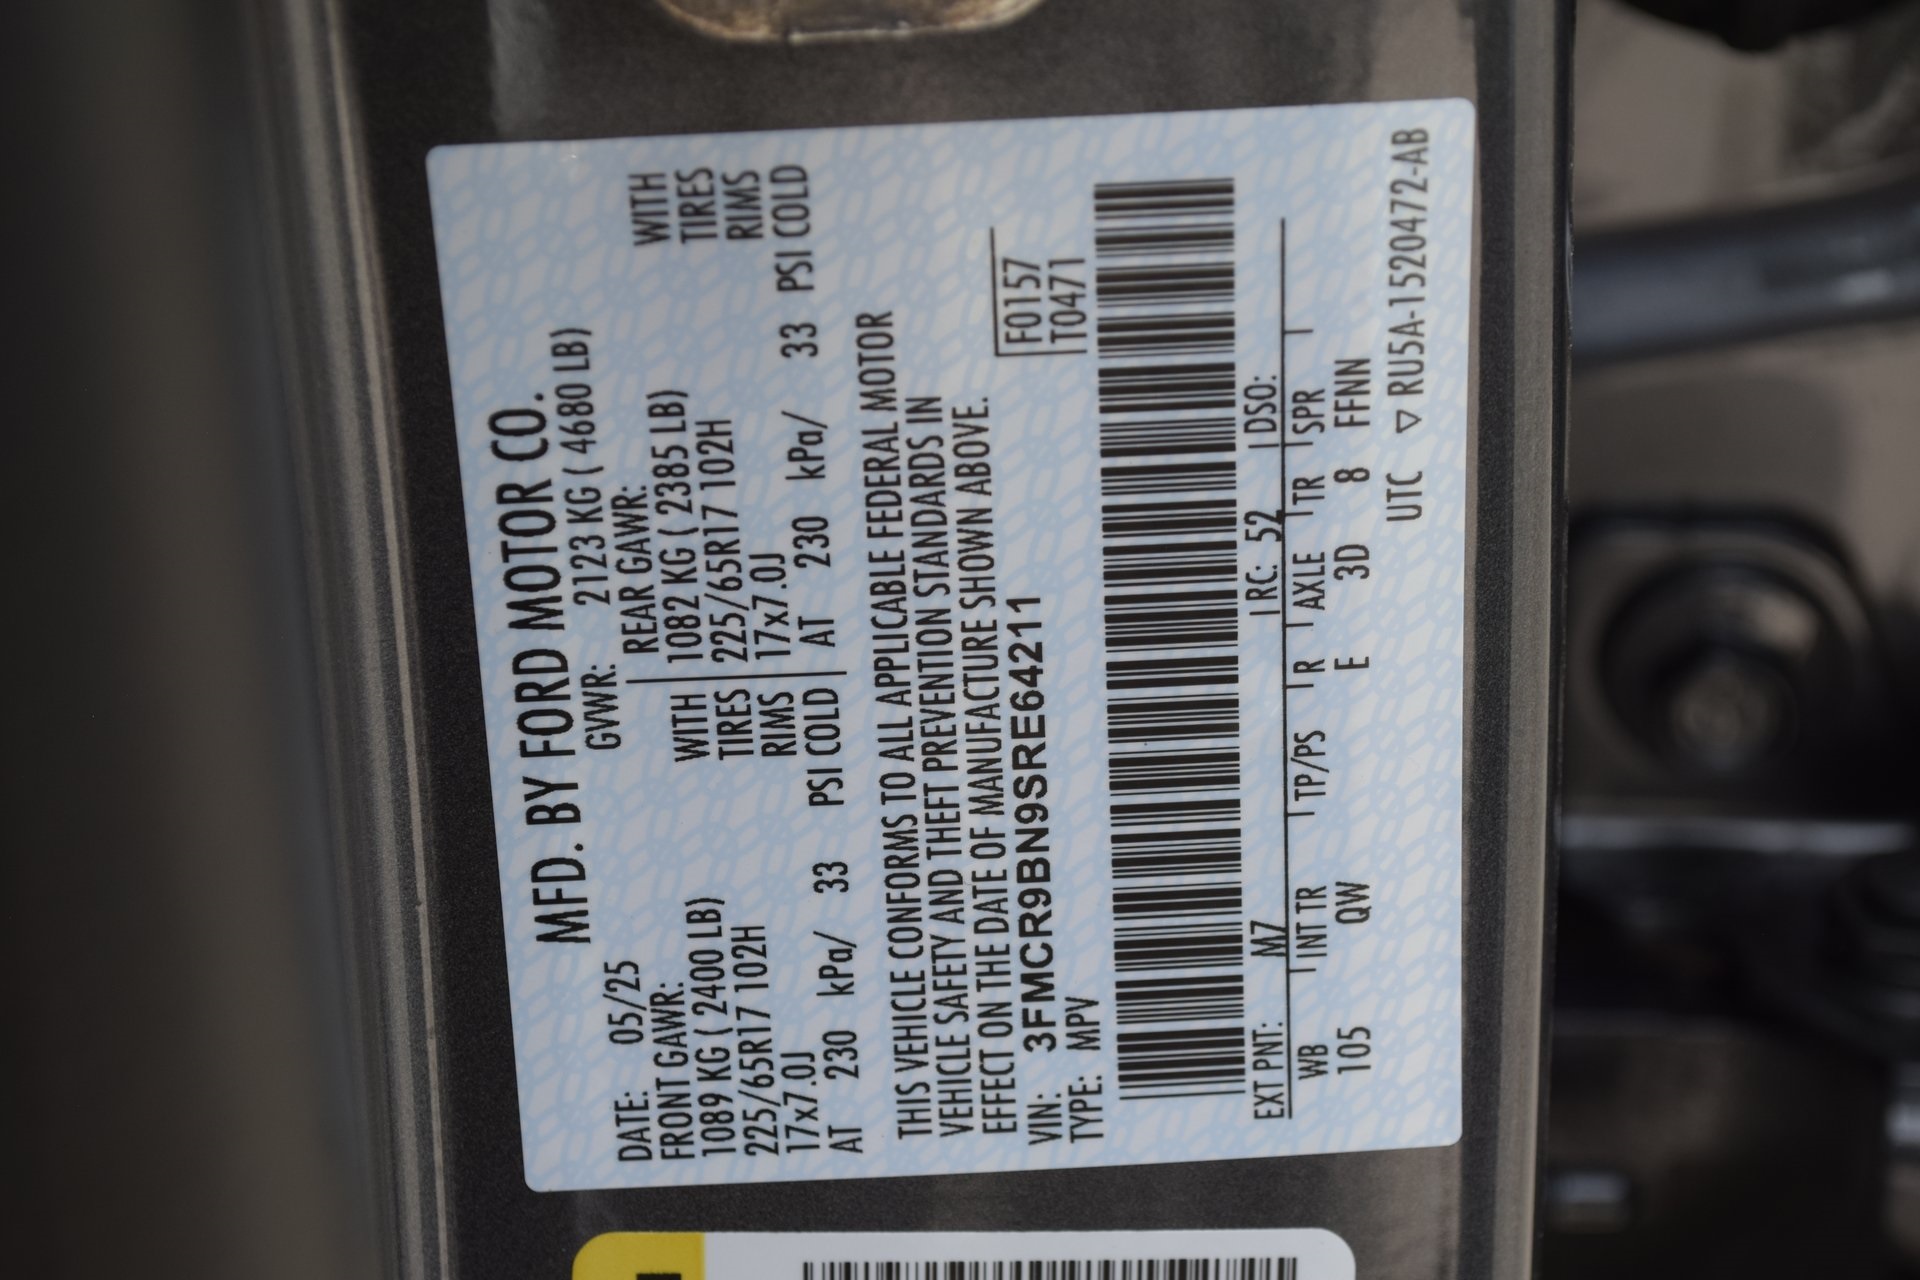 MFD. BY FORD MOTOR CO.
DATE: 05/25 GVWR: 2123 KG ( 4680 LB)
FRONT GAWR: REAR GAWR:
1089 KG ( 2400 LB) WITH 1082 KG ( 2385 LB) WITH
225/65R17 102H TIRES 225/65R17 102H TIRES
17x7.0J RIMS 17x7.0J RIMS
AT 230 kPa/ 33 PSI COLD AT 230 kPa/ 33 PSI COLD
THIS VEHICLE CONFORMS TO ALL APPLICABLE FEDERAL MOTOR
VEHICLE SAFETY AND THEFT PREVENTION STANDARDS IN
EFFECT ON THE DATE OF MANUFACTURE SHOWN ABOVE.
VIN: 3FMCR9BN9SRE64211 F0157
TYPE: MPV T0471
EXT PNT: M7 RC: 52 DSO:
WB INT TR TP/PS R AXLE TR SPR
105 QW E 3D 8 FFNN
UTC ▽ RU5A-1520472-AB